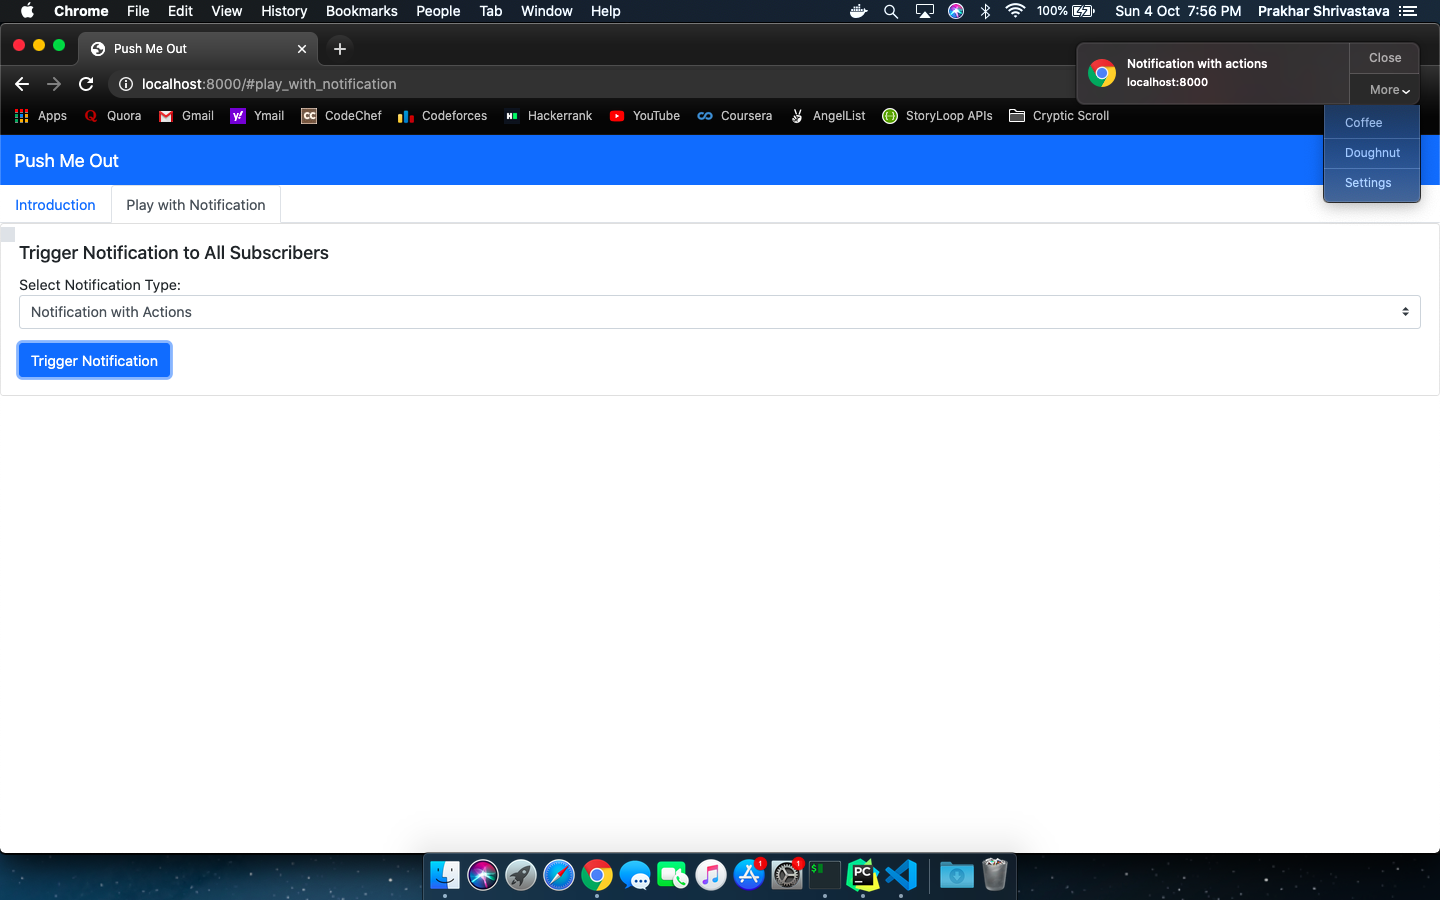 Chrome File Edit View History Bookmarks People Tab Window Help 100% Sun 4 Oct 7:56 PM Prakhar Shrivastava
Push Me Out
localhost:8000/#play_with_notification
Notification with actions
localhost:8000
Close
More
Coffee
Doughnut
Settings
Apps Quora Gmail Ymail CC CodeChef Codeforces Hackerrank YouTube Coursera AngelList StoryLoop APIs Cryptic Scroll
Push Me Out
Introduction Play with Notification
Trigger Notification to All Subscribers
Select Notification Type:
Notification with Actions
Trigger Notification
1 1 $ PC